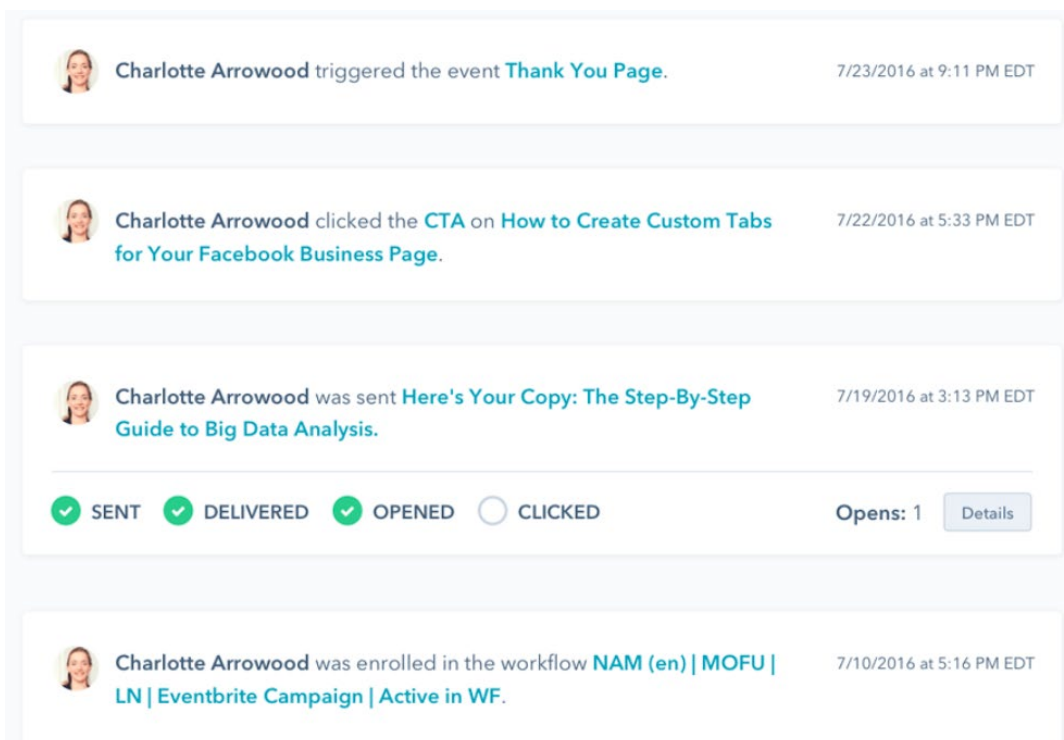 Charlotte Arrowood triggered the event Thank You Page. 7/23/2016 at 9:11 PM EDT
Charlotte Arrowood clicked the CTA on How to Create Custom Tabs 7/22/2016 at 5:33 PM EDT
for Your Facebook Business Page.
Charlotte Arrowood was sent Here's Your Copy: The Step-By-Step 7/19/2016 at 3:13 PM EDT
Guide to Big Data Analysis.
SENT DELIVERED OPENED CLICKED Opens: 1 Details
Charlotte Arrowood was enrolled in the workflow NAM (en) | MOFU | 7/10/2016 at 5:16 PM EDT
LN | Eventbrite Campaign | Active in WF.